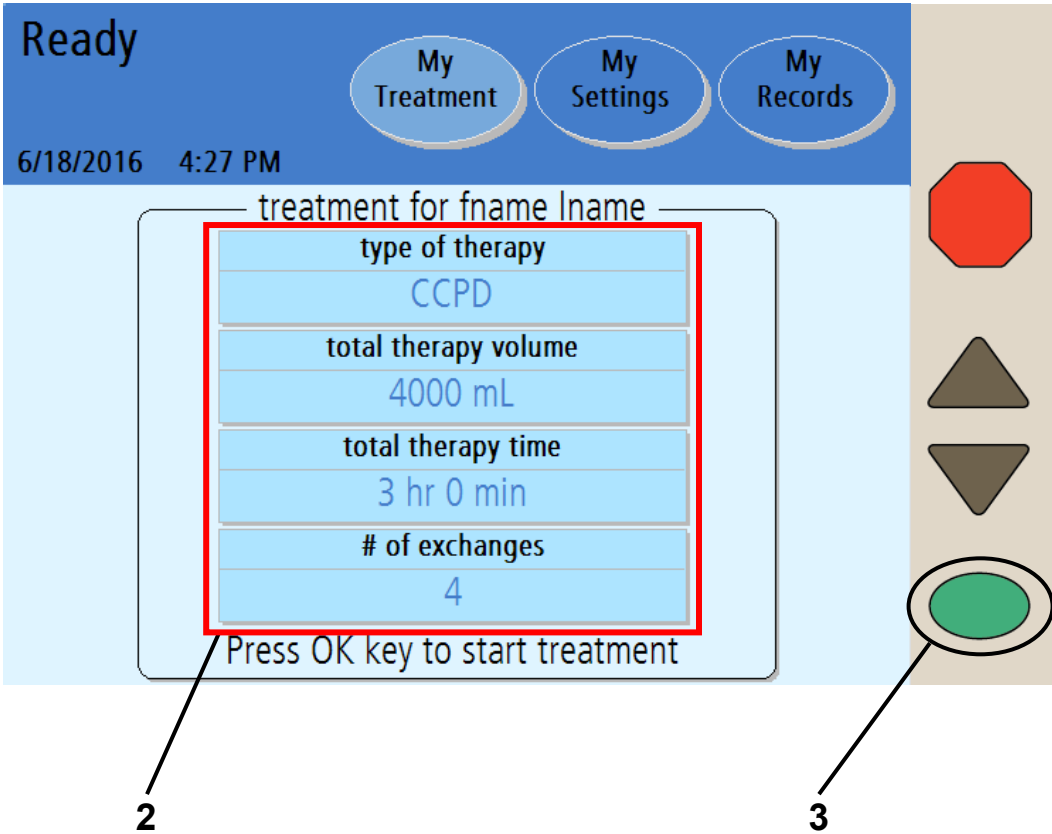 Ready
My
Treatment
My
Settings
My
Records
6/18/2016 4:27 PM
treatment for fname lname
type of therapy
CCPD
total therapy volume
4000 mL
total therapy time
3 hr 0 min
# of exchanges
4
Press OK key to start treatment
2
3